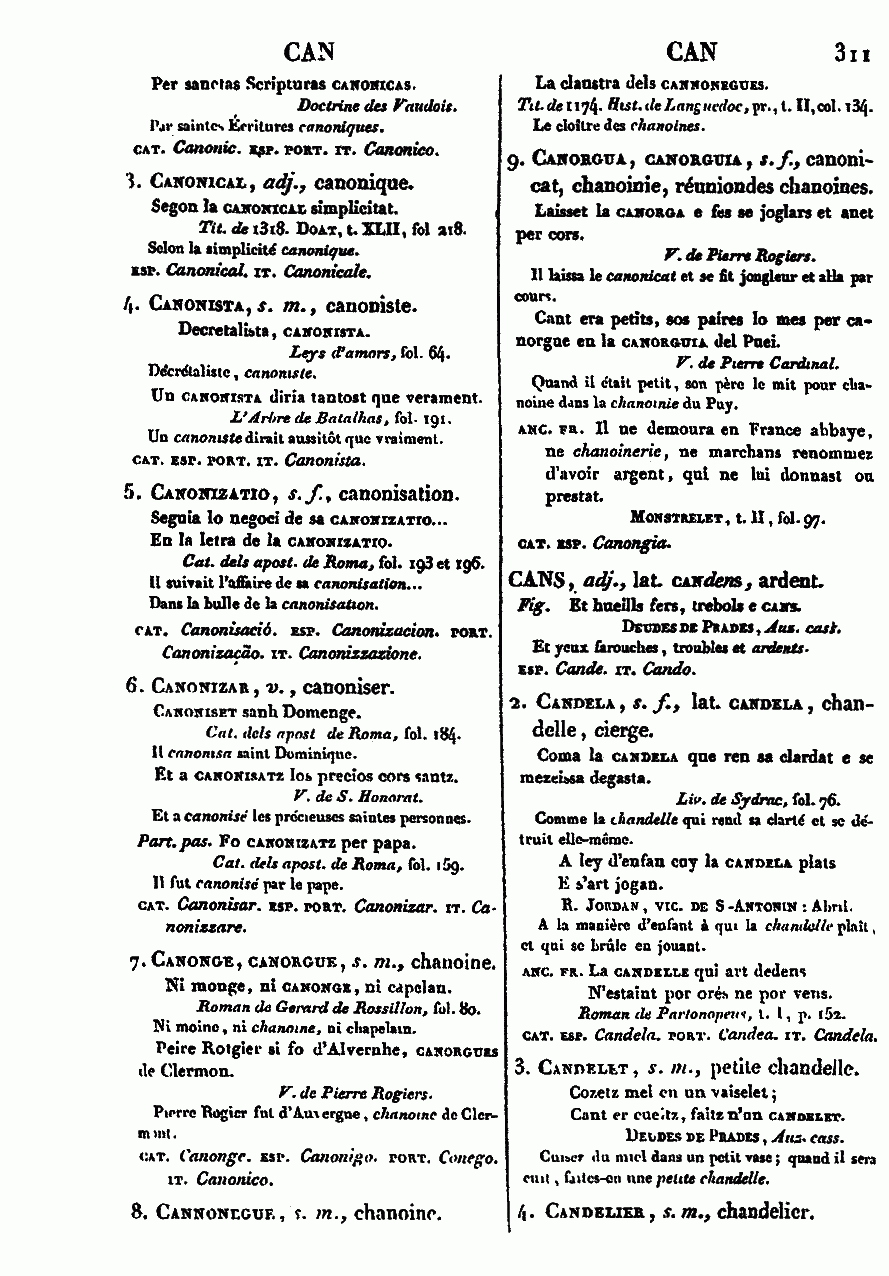 CAN
Per sanctas Scripturas CANONICAS.
Doctrine des Vaudois.
Par saintes Écritures canoniques.
CAT. Canonic. ESP. PORT. IT. Canonico.
3. CANONICAL, adj., canonique.
Segon la CANONICAL simplicitat.
Tit. de 1318. DOAT, t. XLII, fol 218.
Selon la simplicité canonique.
ESP. Canonical. IT. Canonicale.
4. CANONISTA, s. m., canoniste.
Decretalista, CANONISTA.
Leys d'amors, fol. 64.
Décrétaliste, canoniste.
Un CANONISTA diria tantost que verament.
L'Arbre de Batalhas, fol. 191.
Un canoniste dirait aussitôt que vraiment.
CAT. ESP. PORT. IT. Canonista.
5. CANONIZATIO, s. f., canonisation.
Seguia lo negoci de sa CANONIZATIO...
En la letra de la CANONIZATIO.
Cat. dels apost. de Roma, fol. 193 et 196.
Il suivait l'affaire de sa canonisation...
Dans la bulle de la canonisation.
CAT. Canonisació. ESP. Canonizacion. PORT.
Canonização. IT. Canonizzazione.
6. CANONIZAR, v., canoniser.
CANONISET sanh Domenge.
Cat. dels apost de Roma, fol. 184.
Il canonisa saint Dominique.
Et a CANONISATZ los precios cors santz.
V. de S. Honorat.
Et a canonisé les précieuses saintes personnes.
Part. pas. Fo CANONIZATZ per papa.
Cat. dels apost. de Roma, fol. 159.
Il fut canonisé par le pape.
CAT. Canonisar. ESP. PORT. Canonizar. IT. Ca-
nonizzare.
7. CANONGE, CANORGUE, s. m., chanoine.
Ni monge, ni CANONGE, ni capelan.
Roman de Gerard de Rossillon, fol. 80.
Ni moine, ni chanoine, ni chapelain.
Peire Rotgier si fo d'Alvernhe, CANORGUES
de Clermon.
V. de Pierre Rogiers.
Pierre Rogier fut d'Auvergne, chanoine de Cler-
mont.
CAT. Canonge. ESP. Canonigo. PORT. Conego.
IT. Canonico.
8. CANNONEGUE, s. m., chanoine.
CAN 311
La claustra dels CANNONEGUES.
Tit. de 1174. Hist. de Languedoc, pr., t. II, col. 134.
Le cloître des chanoines.
9. CANORGUA, CANORGUIA, s. f., canoni-
cat, chanoinie, réunion des chanoines.
Laisset la CANORGA e fes se joglars et anet
per cors.
V. de Pierre Rogiers.
Il laissa le canonicat et se fit jongleur et alla par
cours.
Cant era petits, sos paires lo mes per ca-
norgne en la CANORGUIA del Puei.
V. de Pierre Cardinal.
Quand il était petit, son père le mit pour cha-
noine dans la chanoinie du Puy.
ANC. FR. Il ne demoura en France abbaye,
ne chanoinerie, ne marchans renommez
d'avoir argent, qui ne lui donnast ou
prestat.
MONSTRELET, t. II, fol. 97.
CAT. ESP. Canongia.
CANS, adj., lat. CANdens, ardent.
Fig. Et hueills fers, trebols e CANS.
DEUDES DE PRADES, Aus. cass.
Et yeux farouches, troubles et ardents.
ESP. Cande. IT. Cando.
2. CANDELA, s. f., lat. CANDELA, chan-
delle, cierge.
Coma la CANDELA que ren sa clardat e se
mezeissa degasta.
Liv. de Sydrac, fol. 76.
Comme la chandelle qui rend sa clarté et se dé-
truit elle-même.
A ley d'enfan cuy la CANDELA plats
E s'art jogan.
R. JORDAN, VIC. DE S -ANTONIN : Abril.
A la manière d'enfant à qui la chandelle plaît,
et qui se brûle en jouant.
ANC. FR. La CANDELLE qui art dedens
N'estaint por orés ne por vens.
Roman de Partonopeus, t. I, p. 152.
CAT. ESP. Candela. PORT. Candea. IT. Candela.
3. CANDELET, s. m., petite chandelle.
Cozetz mel en un vaiselet;
Cant er cueitz, faitz n'un CANDELET.
DEUDES DE PRADES, Auz. cass.
Cuiser du miel dans un petit vase; quand il sera
cuit, faites-en une petite chandelle.
4. CANDELIER, s. m., chandelier.